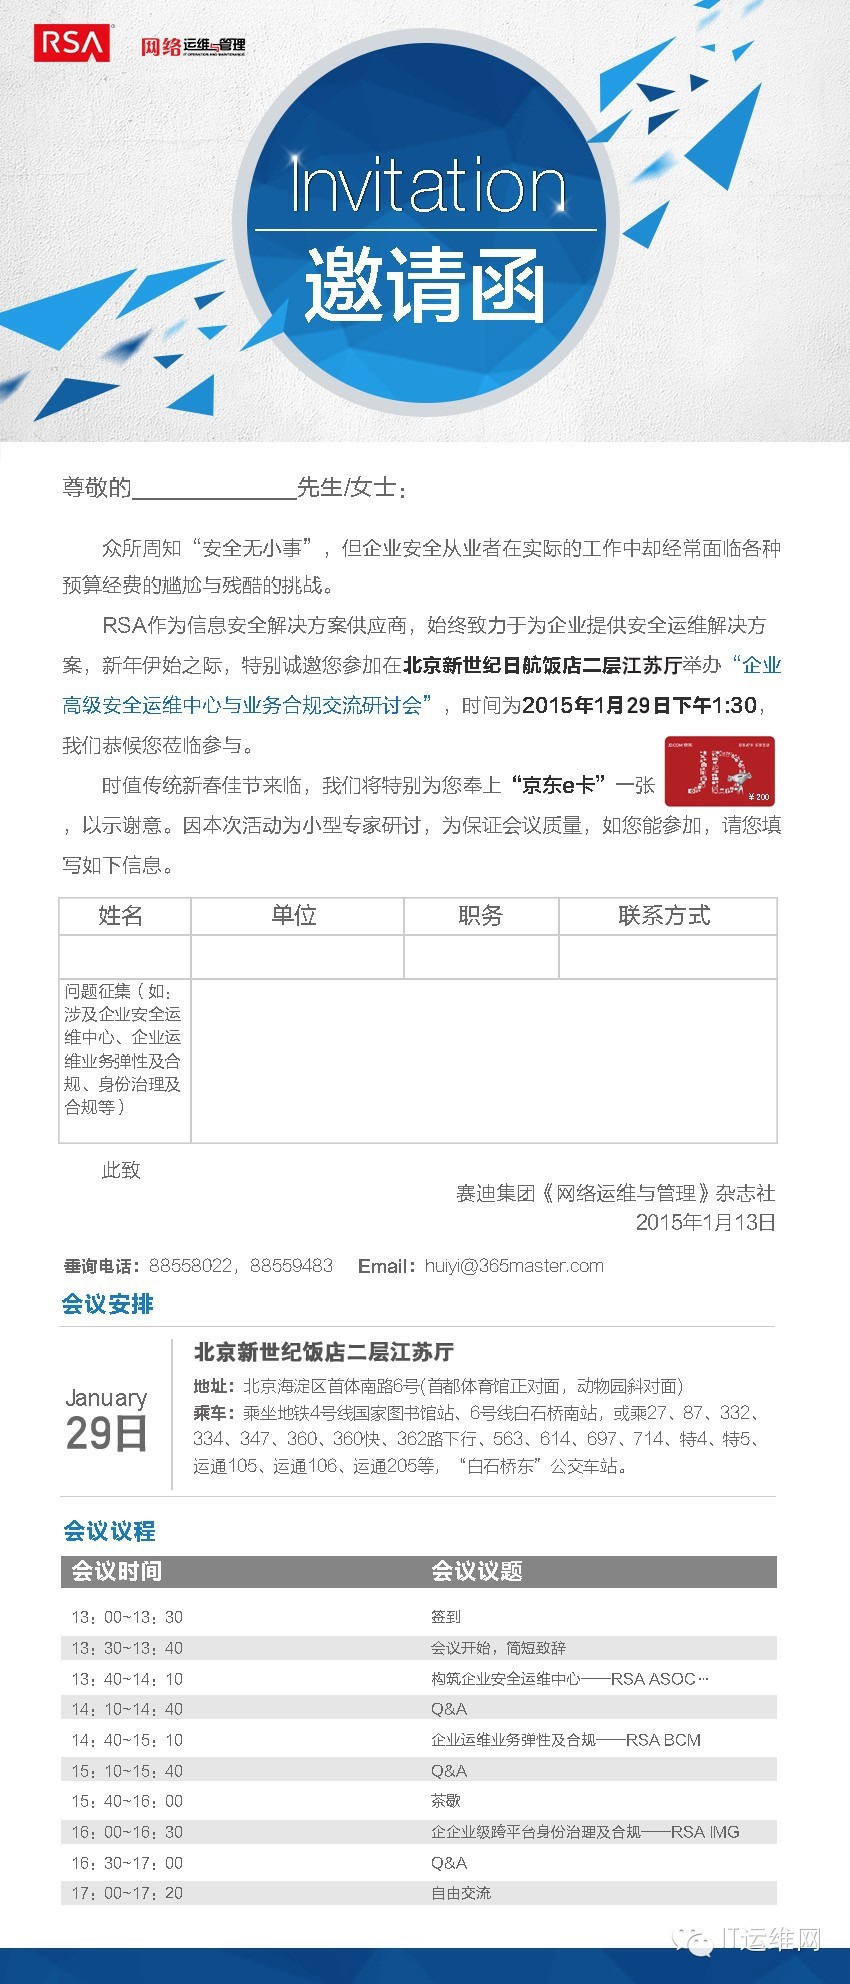 RSA
网络运维与管理
IT OPERATION AND MAINTENANCE
Invitation
邀请函
尊敬的 先生/女士：
众所周知“安全无小事”，但企业安全从业者在实际的工作中却经常面临各种
预算经费的尴尬与残酷的挑战。
RSA作为信息安全解决方案供应商，始终致力于为企业提供安全运维解决方
案，新年伊始之际，特别诚邀您参加在北京新世纪日航饭店二层江苏厅举办“企业
高级安全运维中心与业务合规交流研讨会”，时间为2015年1月29日下午1:30，
我们恭候您莅临参与。
时值传统新春佳节来临，我们将特别为您奉上“京东e卡”一张
JD
¥200
，以示谢意。因本次活动为小型专家研讨，为保证会议质量，如您能参加，请您填
写如下信息。
姓名 单位 职务 联系方式
问题征集（如：
涉及企业安全运
维中心、企业运
维业务弹性及合
规、身份治理及
合规等）
此致
赛迪集团《网络运维与管理》杂志社
2015年1月13日
垂询电话：88558022，88559483 Email：huiyi@365master.com
会议安排
January
29日
北京新世纪饭店二层江苏厅
地址：北京海淀区首体南路6号(首都体育馆正对面，动物园斜对面)
乘车：乘坐地铁4号线国家图书馆站、6号线白石桥南站，或乘27、87、332、
334、347、360、360快、362路下行、563、614、697、714、特4、特5、
运通105、运通106、运通205等，“白石桥东”公交车站。
会议议程
会议时间 会议议题
13：00~13：30 签到
13：30~13：40 会议开始，简短致辞
13：40~14：10 构筑企业安全运维中心——RSA ASOC…
14：10~14：40 Q&A
14：40~15：10 企业运维业务弹性及合规——RSA BCM
15：10~15：40 Q&A
15：40~16：00 茶歇
16：00~16：30 企企业级跨平台身份治理及合规——RSA IMG
16：30~17：00 Q&A
17：00~17：20 自由交流
IT运维网